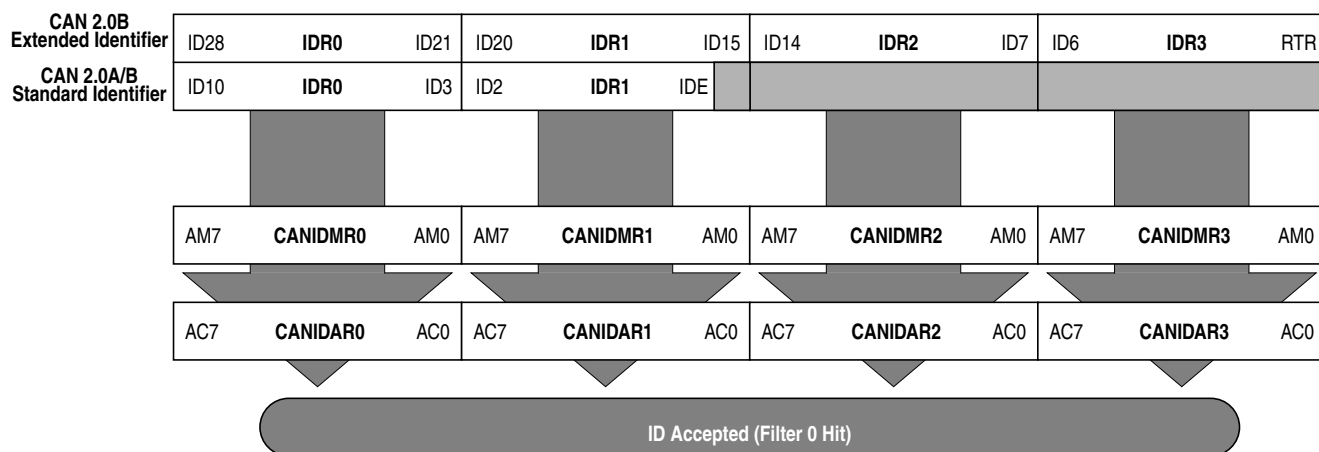 CAN 2.0B
Extended Identifier
ID28 IDR0 ID21 ID20 IDR1 ID15 ID14 IDR2 ID7 ID6 IDR3 RTR
CAN 2.0A/B
Standard Identifier
ID10 IDR0 ID3 ID2 IDR1 IDE
AM7 CANIDMR0 AM0 AM7 CANIDMR1 AM0 AM7 CANIDMR2 AM0 AM7 CANIDMR3 AM0
AC7 CANIDAR0 AC0 AC7 CANIDAR1 AC0 AC7 CANIDAR2 AC0 AC7 CANIDAR3 AC0
ID Accepted (Filter 0 Hit)